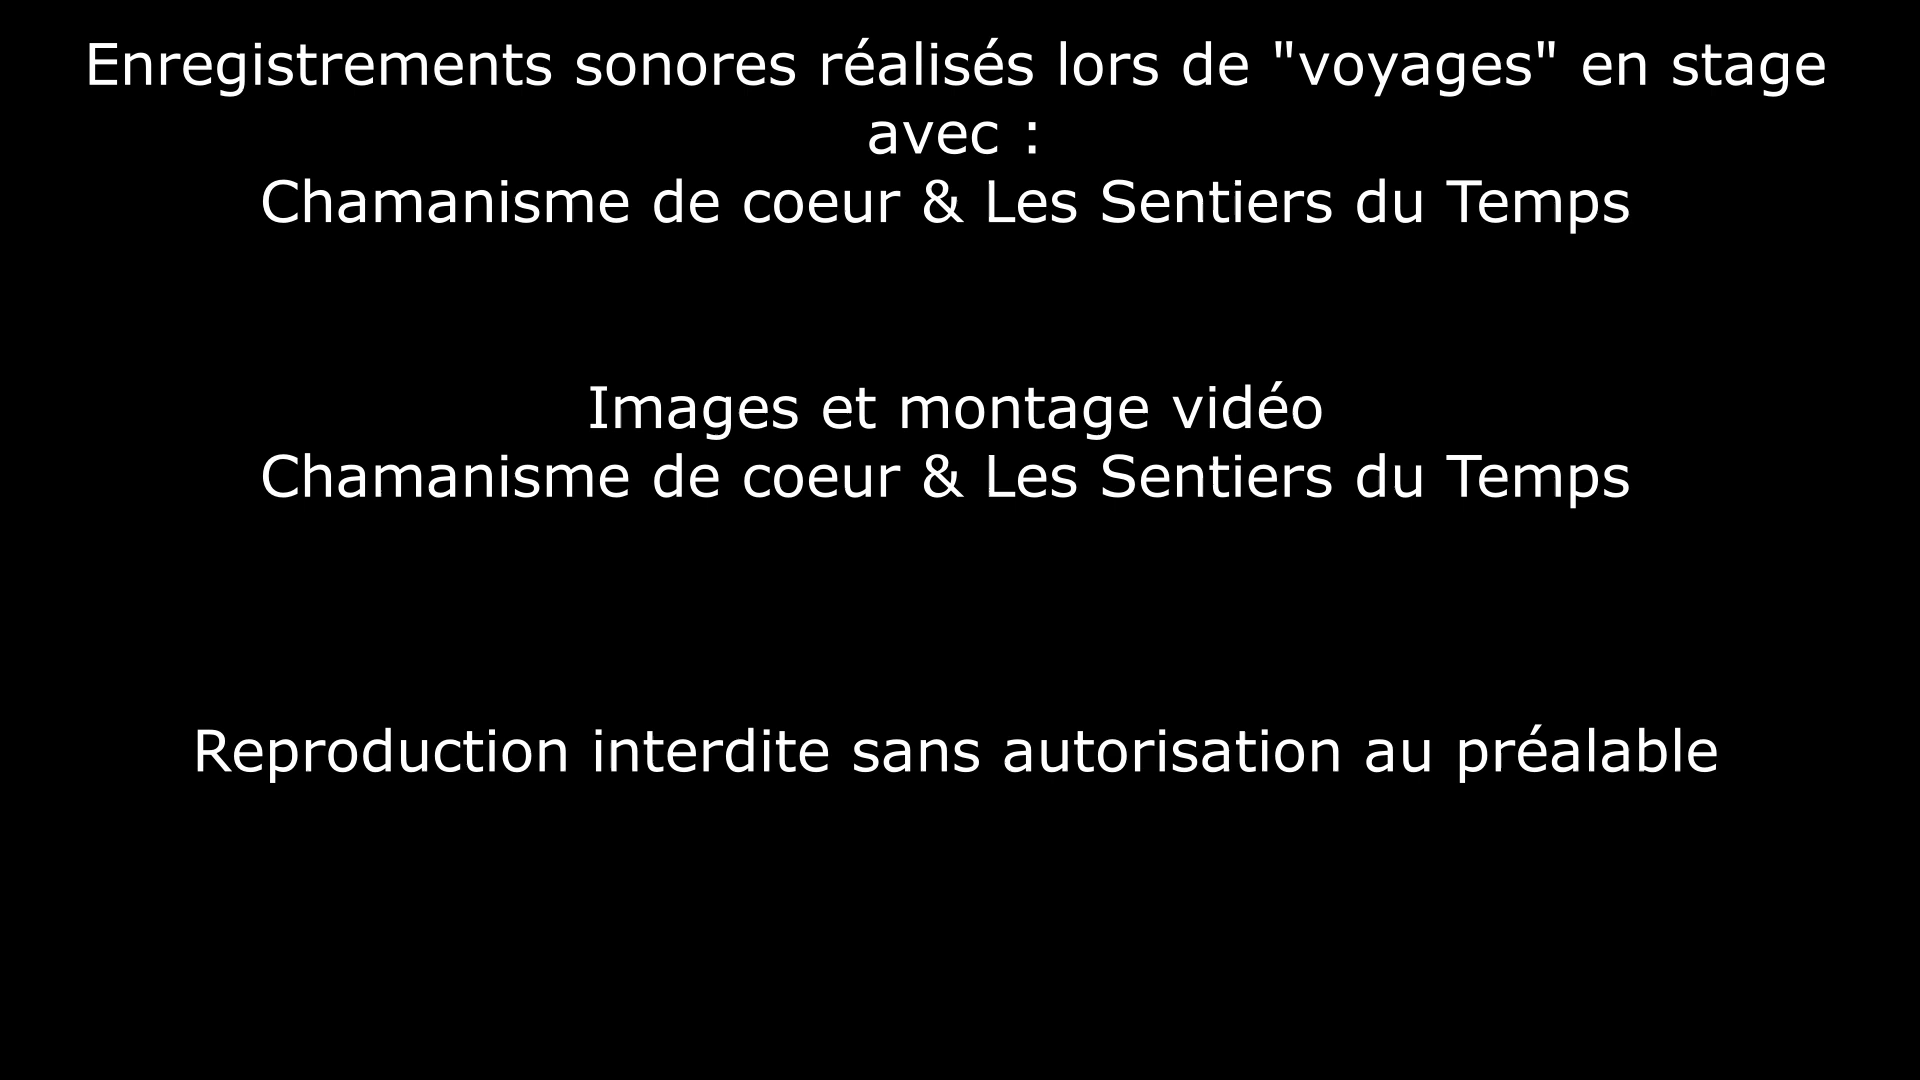 Enregistrements sonores réalisés lors de "voyages" en stage
avec :
Chamanisme de coeur & Les Sentiers du Temps
Images et montage vidéo
Chamanisme de coeur & Les Sentiers du Temps
Reproduction interdite sans autorisation au préalable